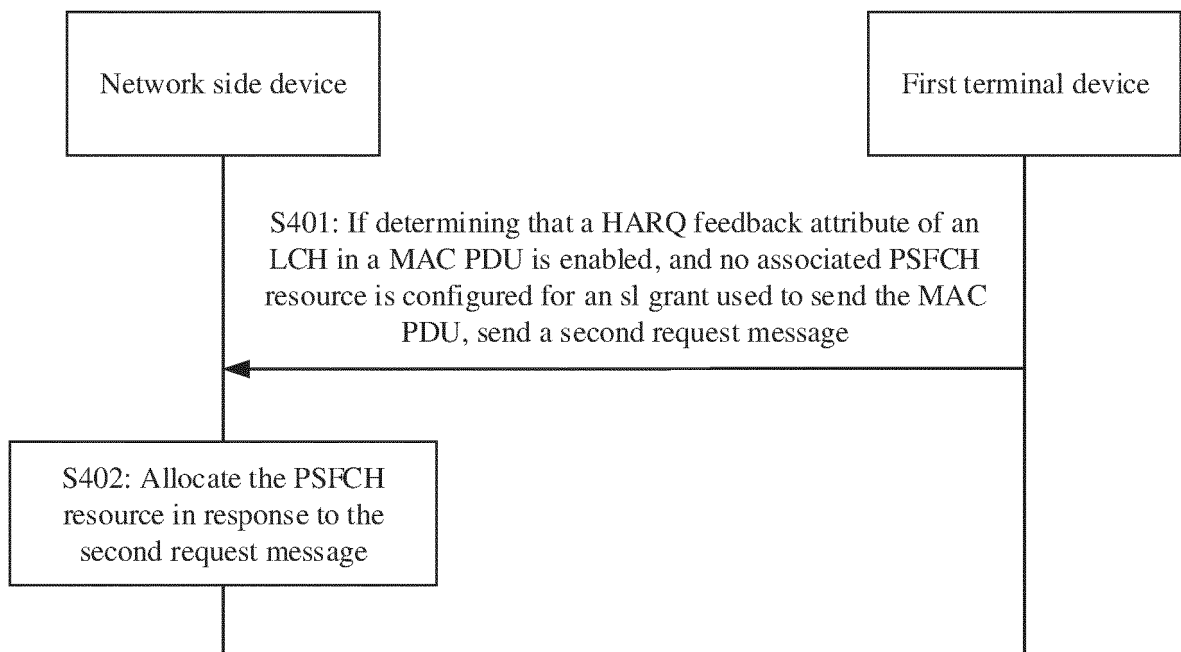 Network side device
First terminal device
S401: If determining that a HARQ feedback attribute of an
LCH in a MAC PDU is enabled, and no associated PSFCH
resource is configured for an sl grant used to send the MAC
PDU, send a second request message
S402: Allocate the PSFCH
resource in response to the
second request message